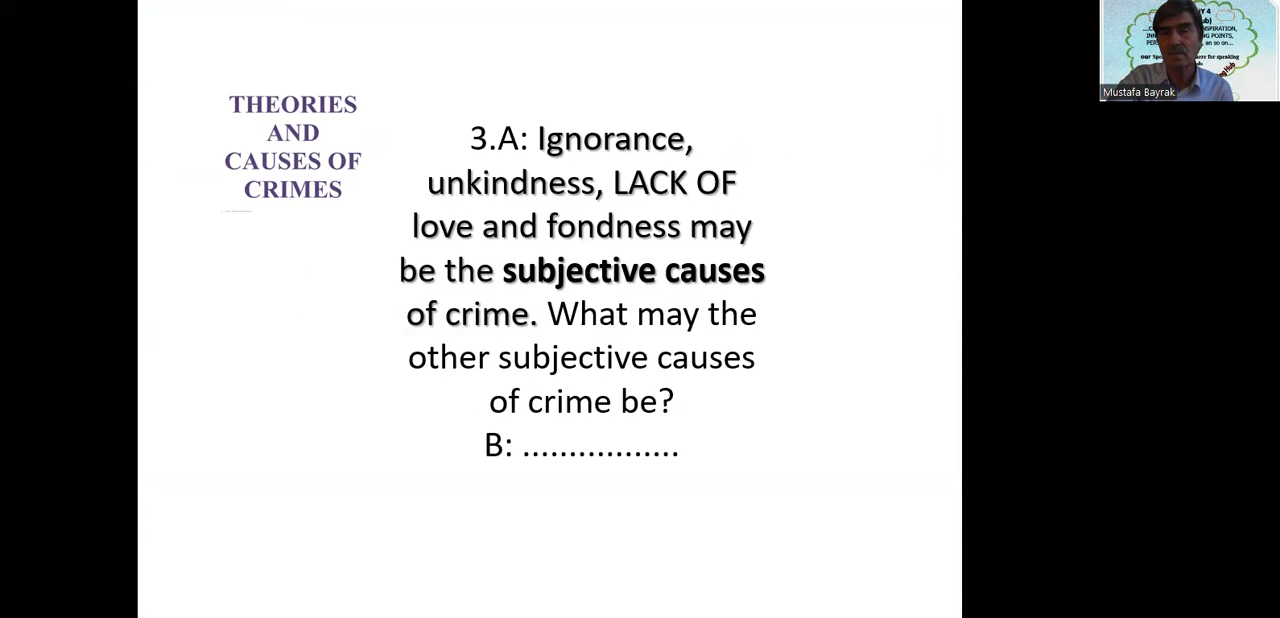 THEORIES
AND
CAUSES OF
CRIMES
3.A: Ignorance,
unkindness, LACK OF
love and fondness may
be the subjective causes
of crime. What may the
other subjective causes
of crime be?
B: .................
Mustafa Bayrak